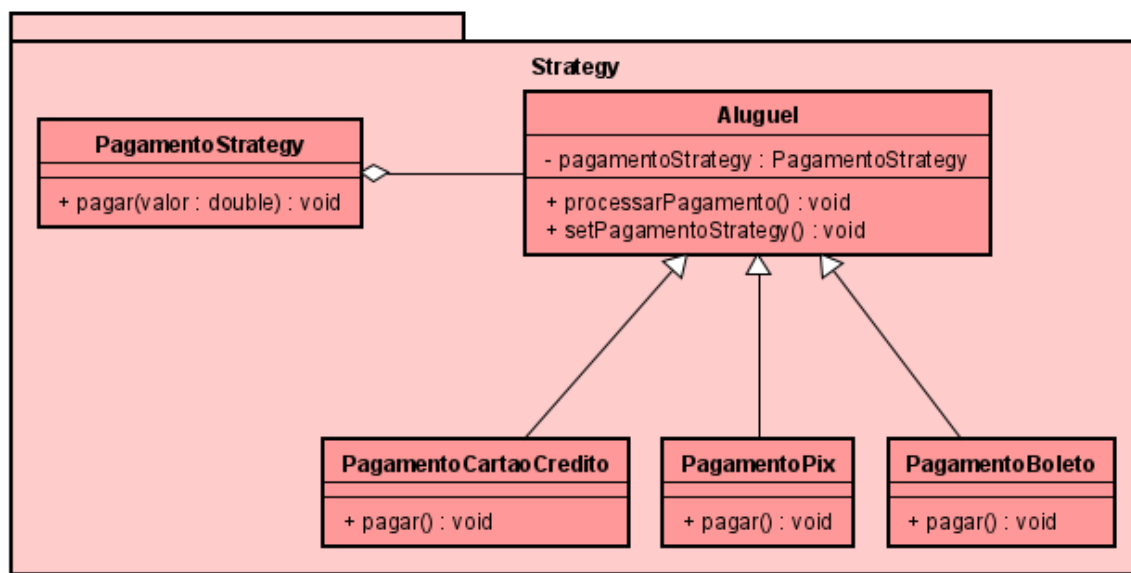 Strategy
PagamentoStrategy
+ pagar(valor : double) : void
Aluguel
- pagamentoStrategy : PagamentoStrategy
+ processarPagamento() : void
+ setPagamentoStrategy() : void
PagamentoCartaoCredito
+ pagar() : void
PagamentoPix
+ pagar() : void
PagamentoBoleto
+ pagar() : void